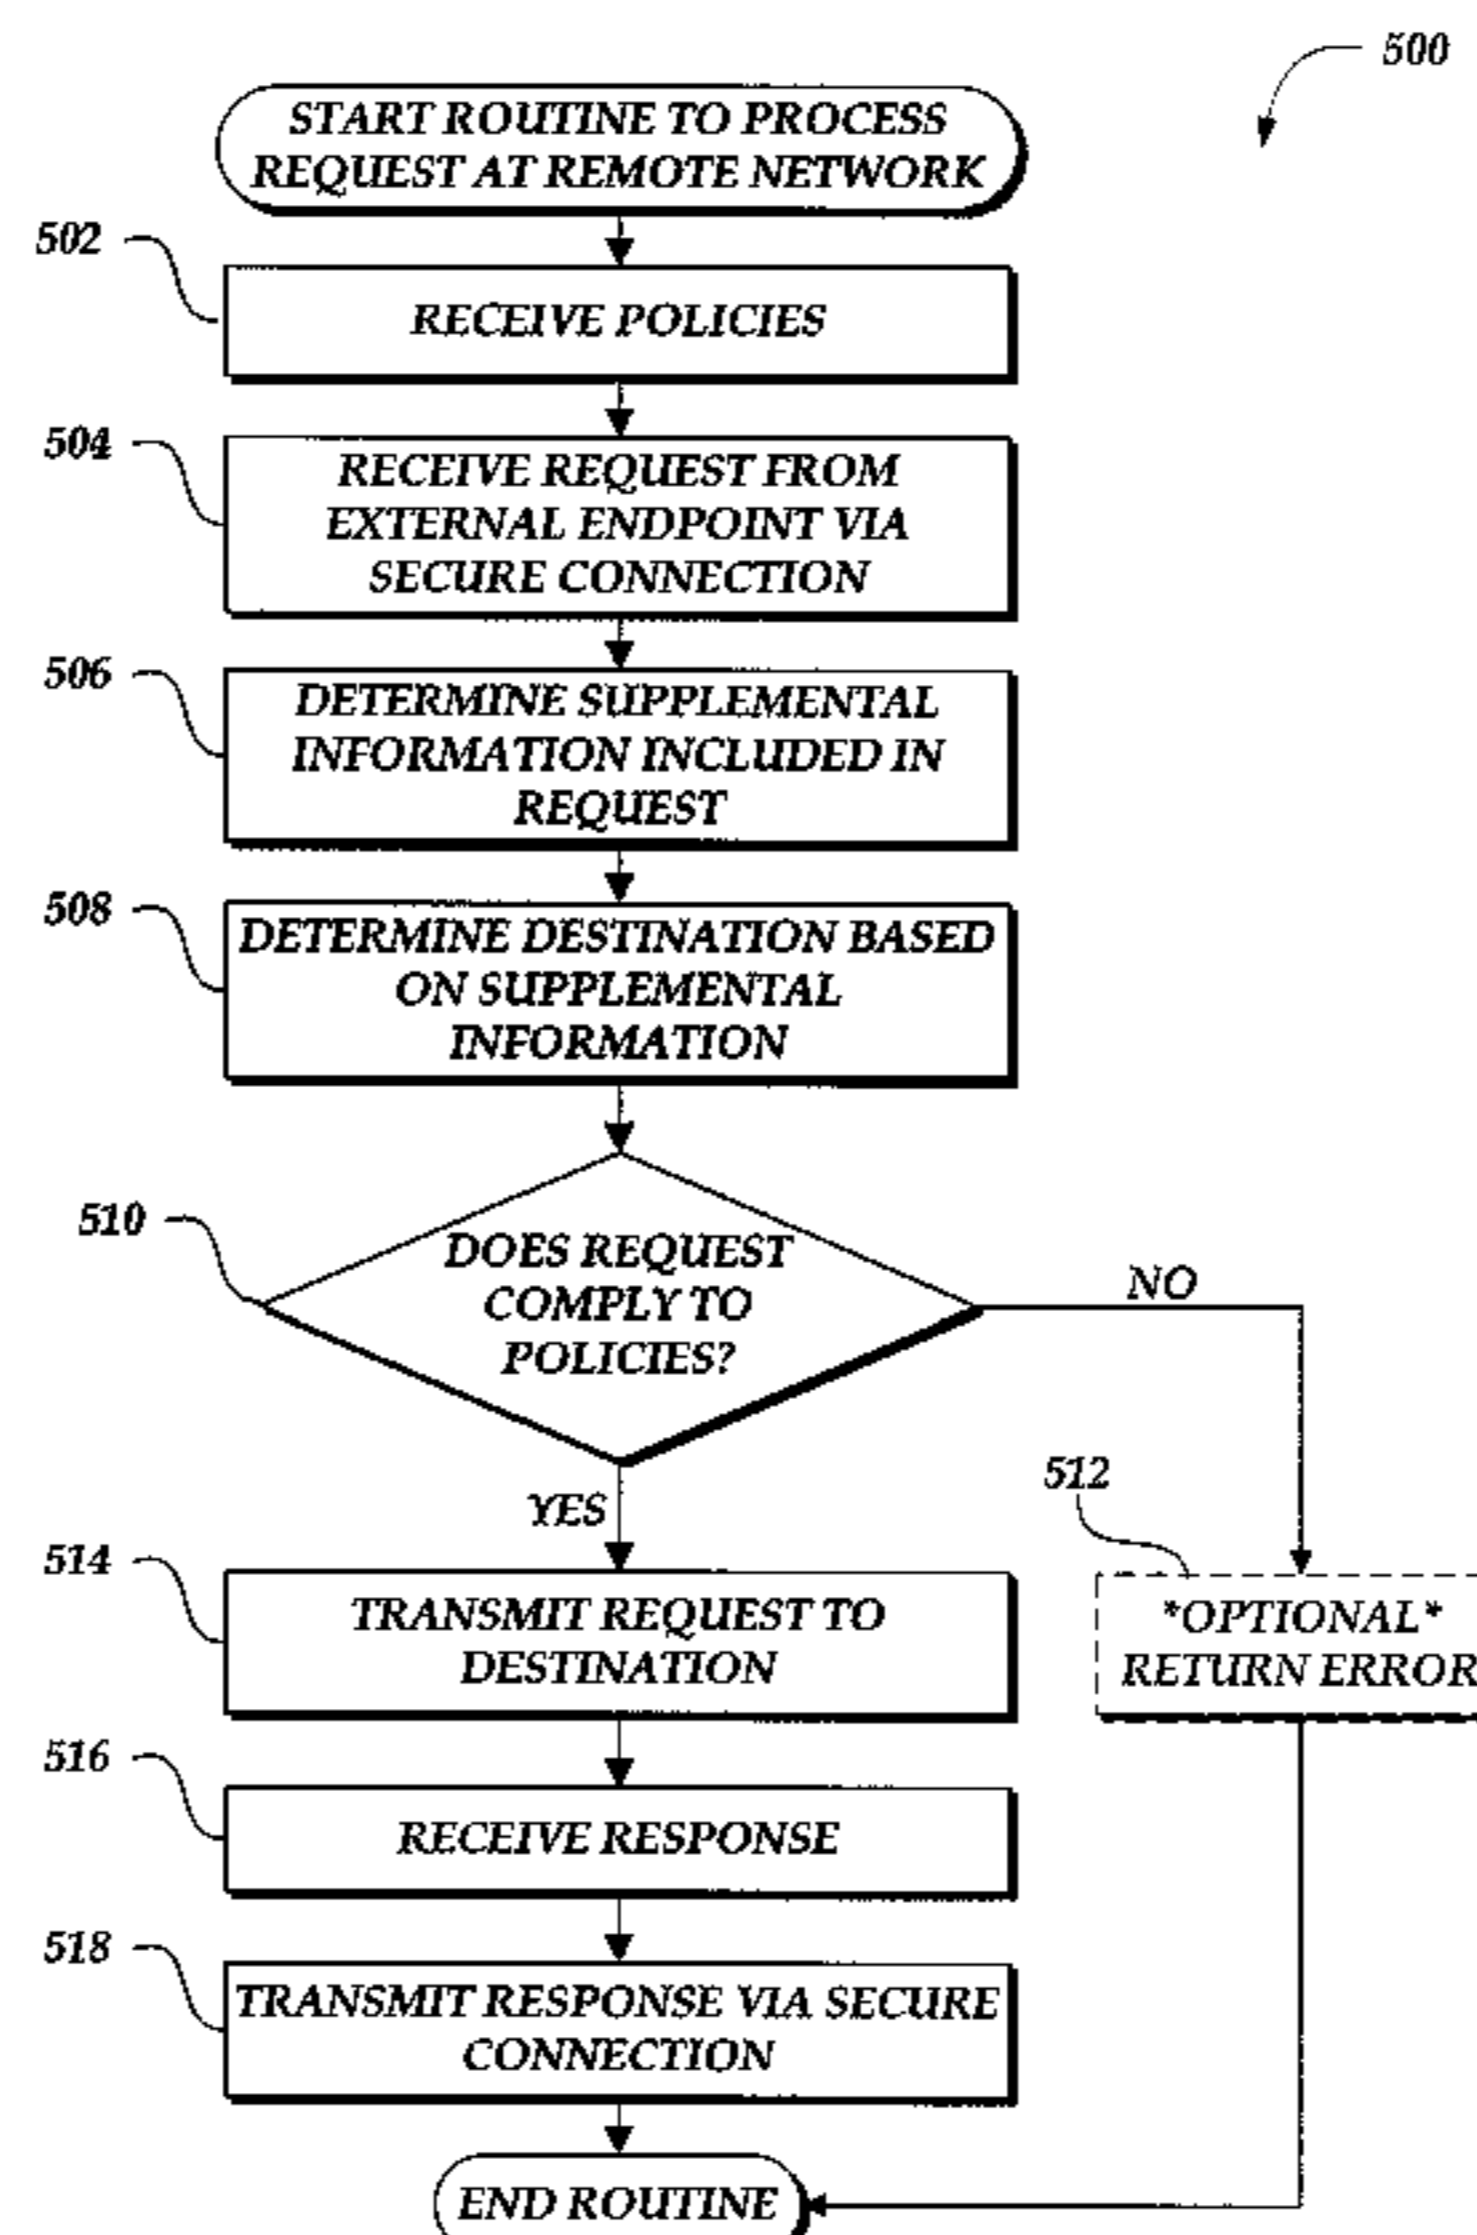 500
START ROUTINE TO PROCESS
REQUEST AT REMOTE NETWORK
502
RECEIVE POLICIES
504
RECEIVE REQUEST FROM
EXTERNAL ENDPOINT VIA
SECURE CONNECTION
506
DETERMINE SUPPLEMENTAL
INFORMATION INCLUDED IN
REQUEST
508
DETERMINE DESTINATION BASED
ON SUPPLEMENTAL
INFORMATION
510
DOES REQUEST
COMPLY TO
POLICIES?
NO
YES
512
*OPTIONAL*
RETURN ERROR
514
TRANSMIT REQUEST TO
DESTINATION
516
RECEIVE RESPONSE
518
TRANSMIT RESPONSE VIA SECURE
CONNECTION
END ROUTINE